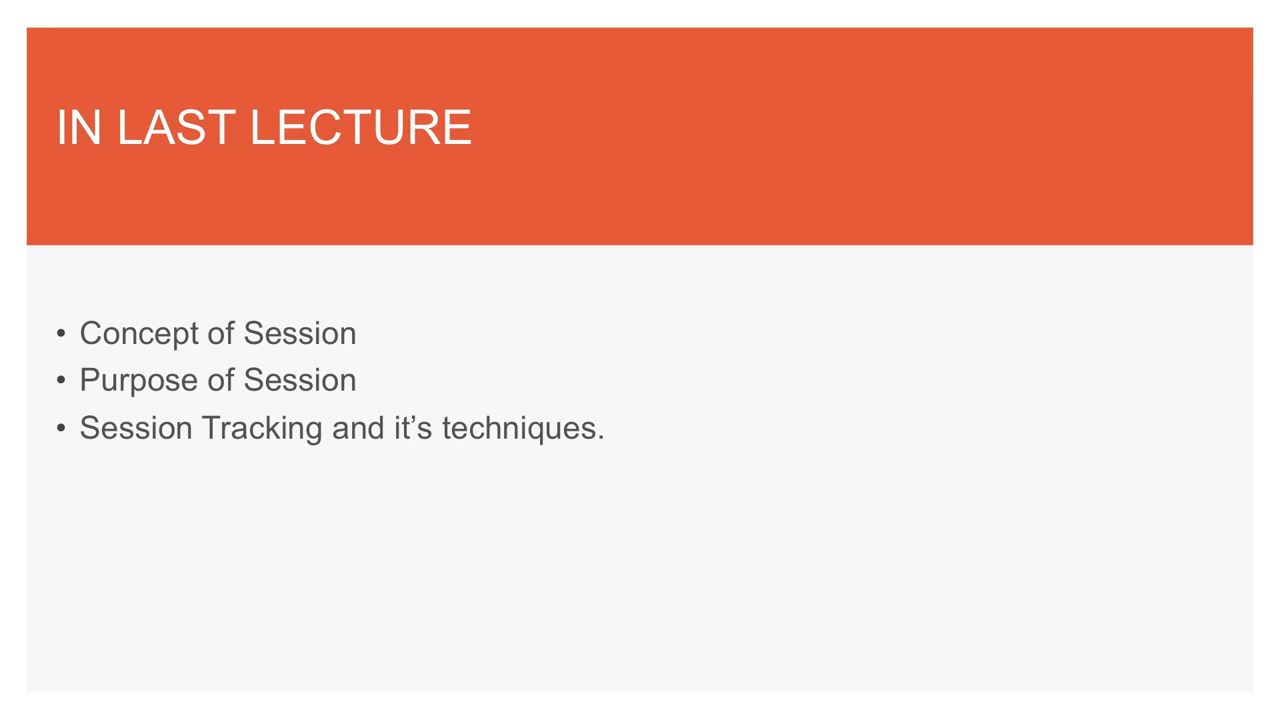 IN LAST LECTURE
• Concept of Session
• Purpose of Session
• Session Tracking and it’s techniques.